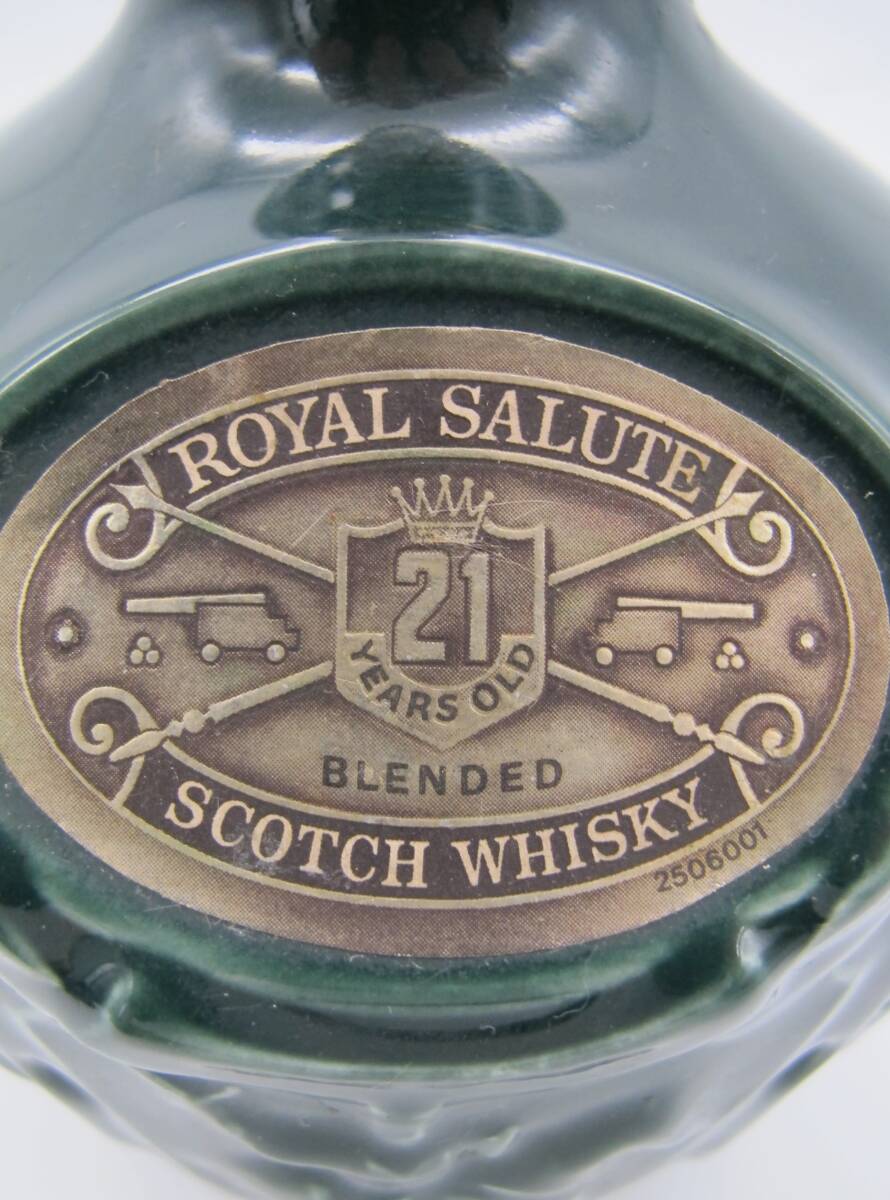 ROYAL SALUTE
21
YEARS OLD
BLENDED
SCOTCH WHISKY
2506001